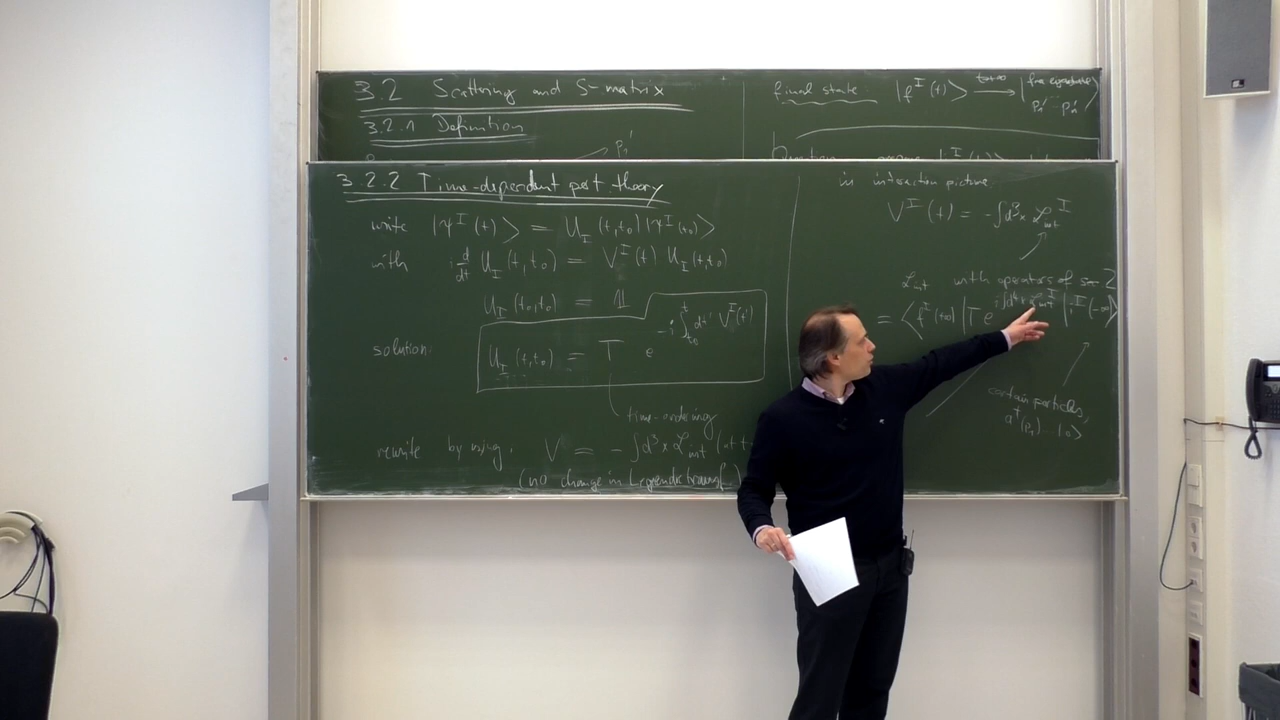 3.2 Scattering and S-matrix
3.2.1 Definition
p₁'
final state: |f^I(t)> → |free eigenstate
p₁' … pₙ'>
3.2.2 Time-dependent pert theory
write |ψ^I(t)> = U_I(t,t₀)|ψ^I(t₀)>
with i d/dt U_I(t,t₀) = V^I(t) U_I(t,t₀)
U_I(t₀,t₀) = 𝟙
solution: U_I(t,t₀) = T e^{-i∫_{t₀}^{t} dt' V^I(t')}
time-ordering
rewrite by using: V = -∫d³x ℒ_int (at t
(no change in Legendre transf.)
in interaction picture:
V^I(t) = -∫d³x ℒ_int^I
ℒ_int with operators of 2
= <f^I(+∞)|T e^{i∫d⁴x ℒ_int^I}|i^I(-∞)>
certain particles,
a†(p₁) … |0>